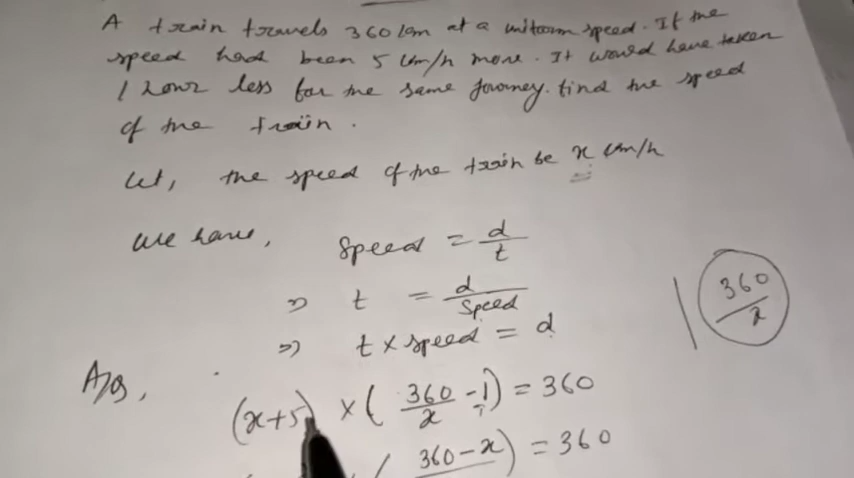 A train travels 360 km at a uniform speed. If the
speed had been 5 km/h more. It would have taken
1 hour less for the same journey. find the speed
of the train.
Let, the speed of the train be x km/h
We have, Speed = d/t
⇒ t = d/Speed
⇒ t × speed = d
360/x
A/Q,
(x+5) × (360/x - 1) = 360
(360-x) = 360